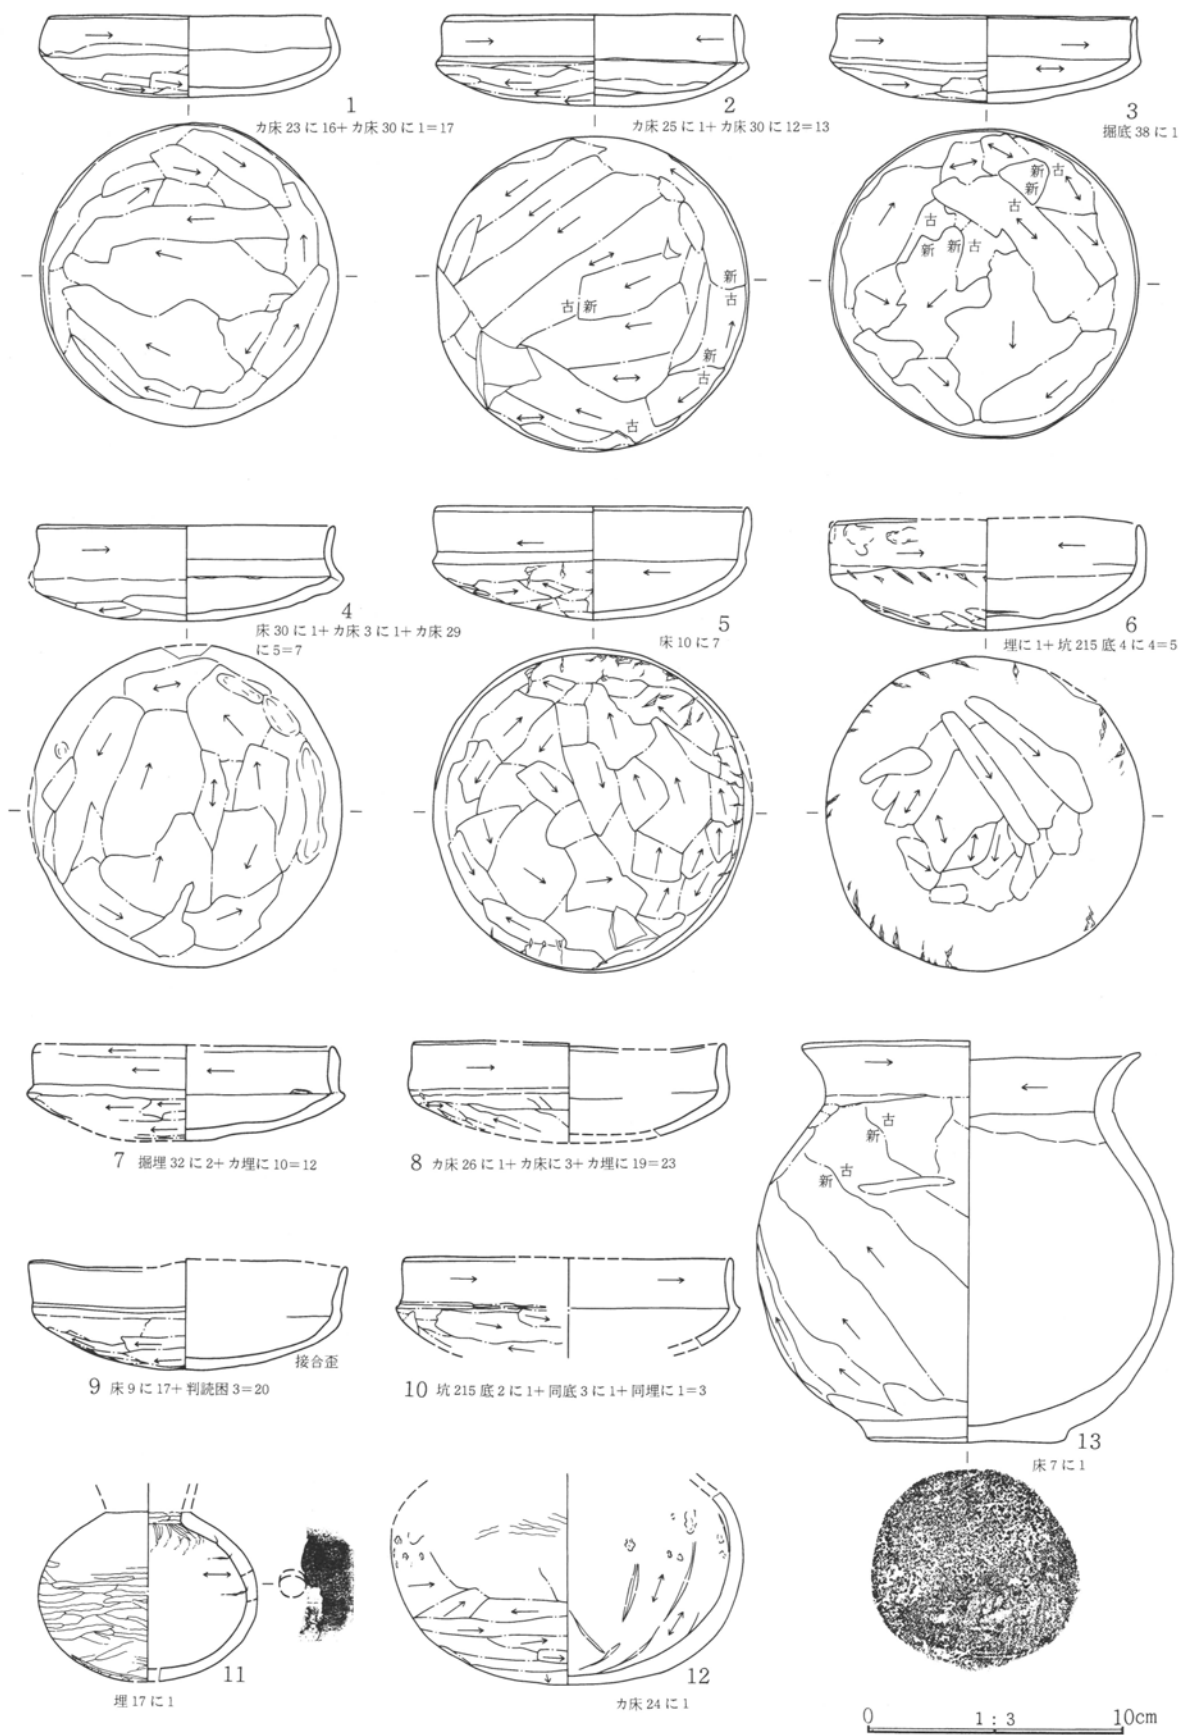 1
カ床 23 に 16+ カ床 30 に 1=17
2
カ床 25 に 1+ カ床 30 に 12=13
3
掘底 38 に 1
新
古
古
新
新
古
新
古
古
新
古
新
新
古
古
新
新
古
4
床 30 に 1+ カ床 3 に 1+ カ床 29
に 5=7
5
床 10 に 7
6
埋に 1+ 坑 215 底 4 に 4=5
7 掘埋 32 に 2+ カ埋に 10=12
8 カ床 26 に 1+ カ床に 3+ カ埋に 19=23
古
新
古
新
接合歪
9 床 9 に 17+ 判読困 3=20
10 坑 215 底 2 に 1+ 同底 3 に 1+ 同埋に 1=3
13
床 7 に 1
11
埋 17 に 1
12
カ床 24 に 1
0 1:3 10cm